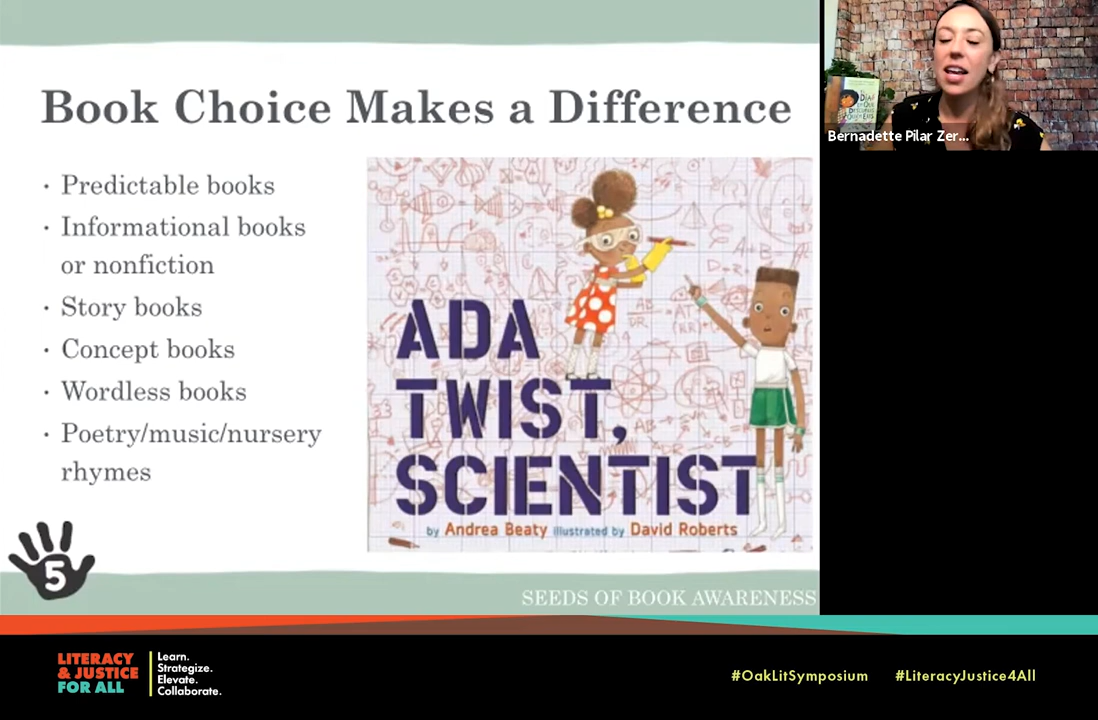 Book Choice Makes a Difference
• Predictable books
• Informational books
or nonfiction
• Story books
• Concept books
• Wordless books
• Poetry/music/nursery
rhymes
ADA
TWIST,
SCIENTIST
by Andrea Beaty illustrated by David Roberts
5
SEEDS OF BOOK AWARENESS
Bernadette Pilar Zer...
LITERACY
& JUSTICE
FOR ALL
Learn.
Strategize.
Elevate.
Collaborate.
#OakLitSymposium #LiteracyJustice4All